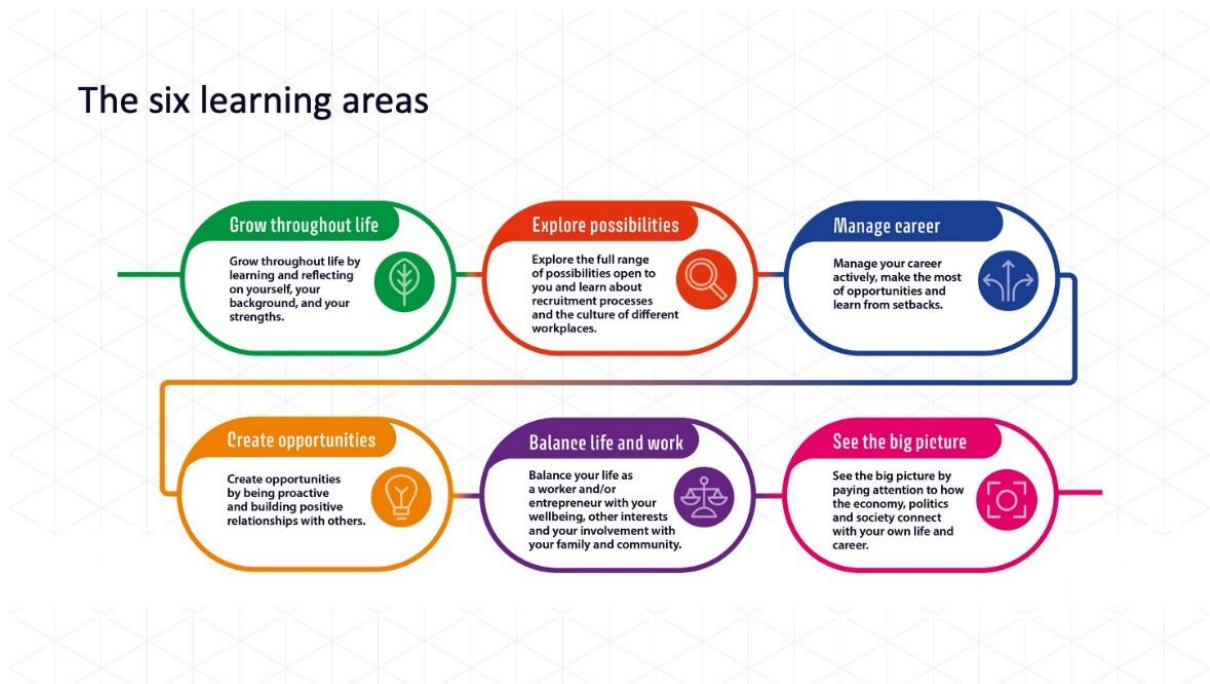 The six learning areas
Grow throughout life
Grow throughout life by
learning and reflecting
on yourself, your
background, and your
strengths.
Explore possibilities
Explore the full range
of possibilities open to
you and learn about
recruitment processes
and the culture of different
workplaces.
Manage career
Manage your career
actively, make the most
of opportunities and
learn from setbacks.
Create opportunities
Create opportunities
by being proactive
and building positive
relationships with others.
Balance life and work
Balance your life as
a worker and/or
entrepreneur with your
wellbeing, other interests
and your involvement with
your family and community.
See the big picture
See the big picture by
paying attention to how
the economy, politics
and society connect
with your own life and
career.